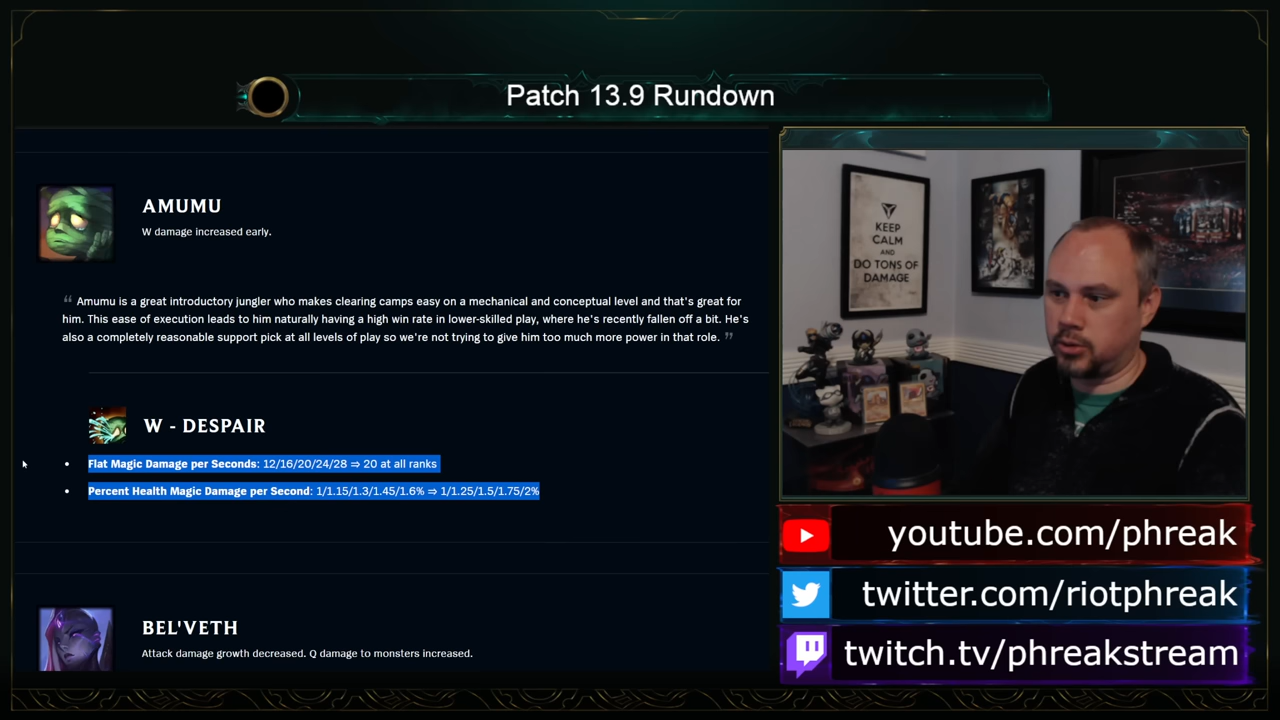 Patch 13.9 Rundown
AMUMU
W damage increased early.
“ Amumu is a great introductory jungler who makes clearing camps easy on a mechanical and conceptual level and that's great for
him. This ease of execution leads to him naturally having a high win rate in lower-skilled play, where he's recently fallen off a bit. He's
also a completely reasonable support pick at all levels of play so we're not trying to give him too much more power in that role. ”
W - DESPAIR
• Flat Magic Damage per Seconds: 12/16/20/24/28 ⇒ 20 at all ranks
• Percent Health Magic Damage per Second: 1/1.15/1.3/1.45/1.6% ⇒ 1/1.25/1.5/1.75/2%
BEL'VETH
Attack damage growth decreased. Q damage to monsters increased.
KEEP
CALM
AND
DO TONS OF
DAMAGE
youtube.com/phreak
twitter.com/riotphreak
twitch.tv/phreakstream